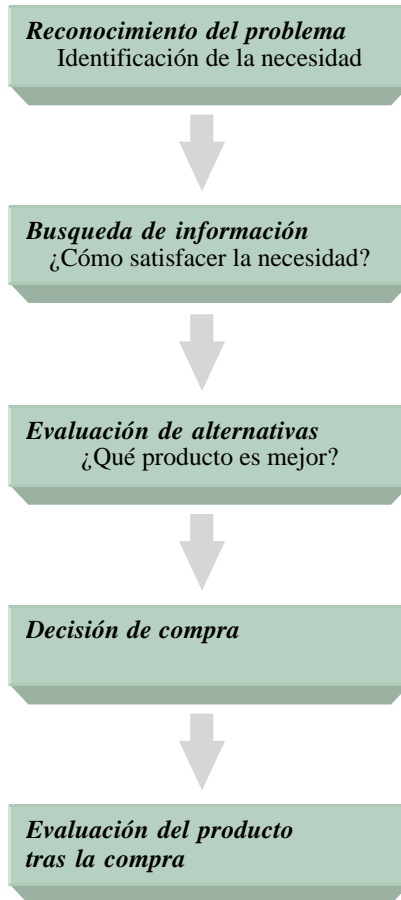 Reconocimiento del problema
Identificación de la necesidad
Busqueda de información
¿Cómo satisfacer la necesidad?
Evaluación de alternativas
¿Qué producto es mejor?
Decisión de compra
Evaluación del producto
tras la compra